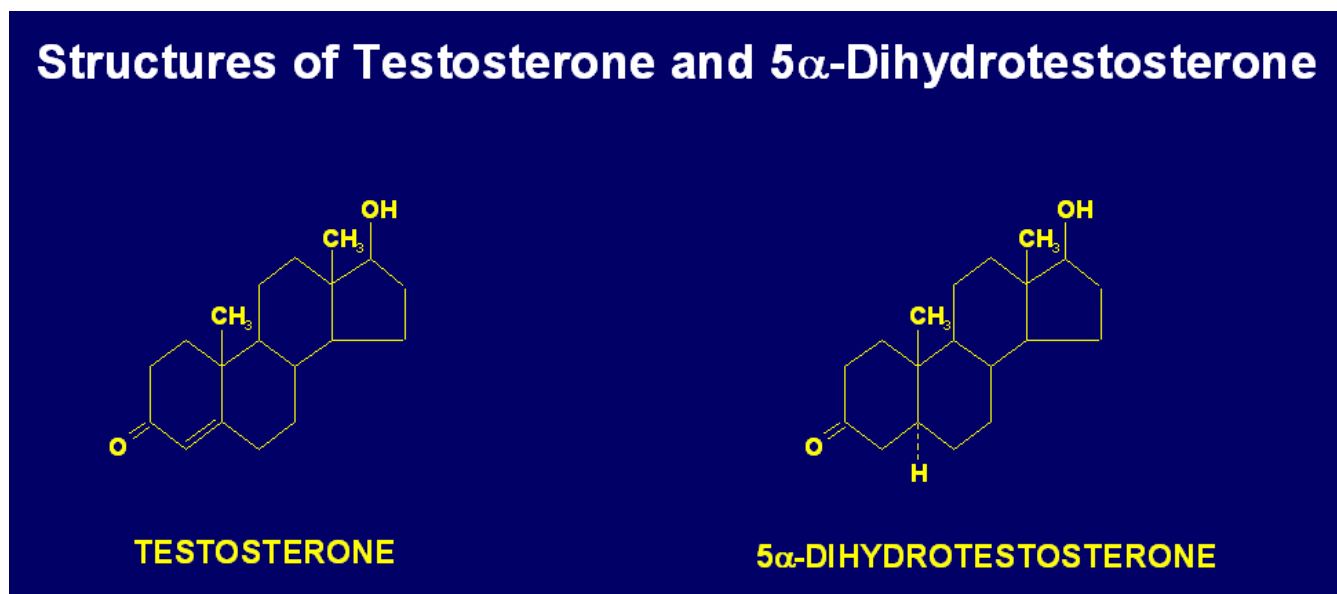 Structures of Testosterone and 5α-Dihydrotestosterone
OH
CH₃
CH₃
O
TESTOSTERONE
OH
CH₃
CH₃
O
H
5α-DIHYDROTESTOSTERONE